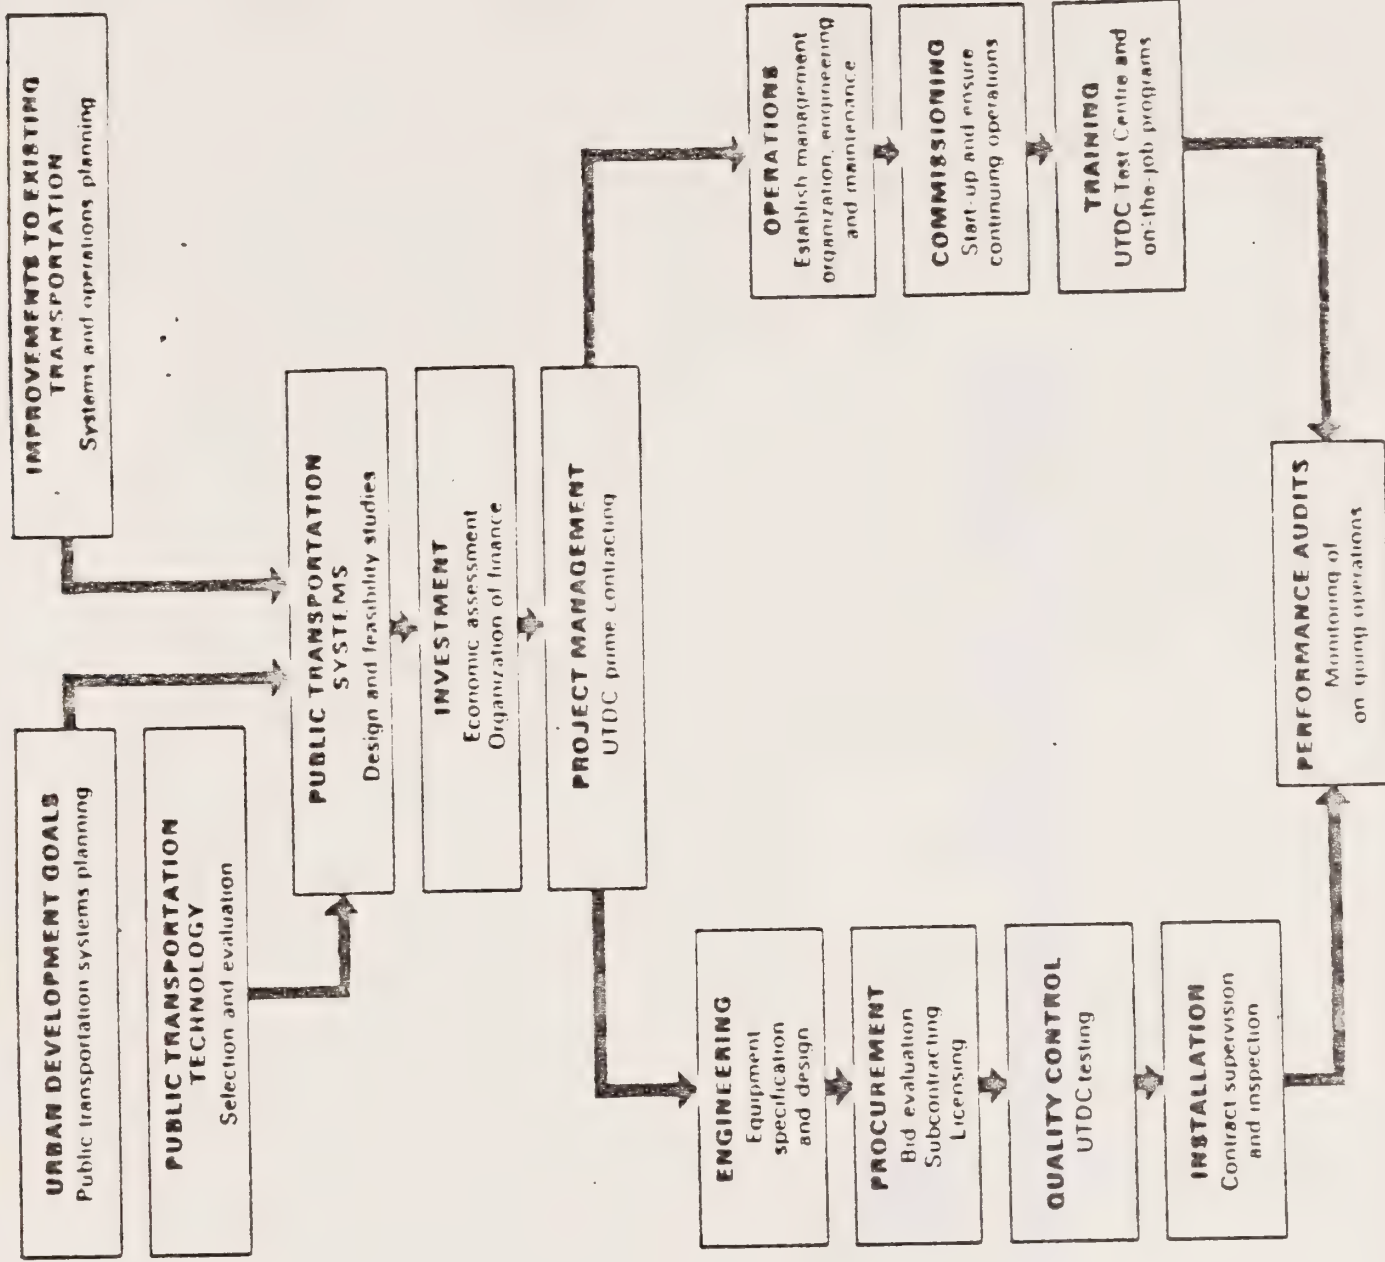 URBAN DEVELOPMENT GOALS
Public transportation systems planning
PUBLIC TRANSPORTATION
TECHNOLOGY
Selection and evaluation
IMPROVEMENTS TO EXISTING
TRANSPORTATION
Systems and operations planning
PUBLIC TRANSPORTATION
SYSTEMS
Design and feasibility studies
INVESTMENT
Economic assessment
Organization of finance
PROJECT MANAGEMENT
UTDC prime contracting
ENGINEERING
Equipment
specification
and design
PROCUREMENT
Bid evaluation
Subcontracting
Licensing
QUALITY CONTROL
UTDC testing
INSTALLATION
Contract supervision
and inspection
OPERATIONS
Establish management
organization, engineering
and maintenance
COMMISSIONING
Start-up and ensure
continuing operations
TRAINING
UTDC Test Centre and
on-the-job programs
PERFORMANCE AUDITS
Monitoring of
on going operations